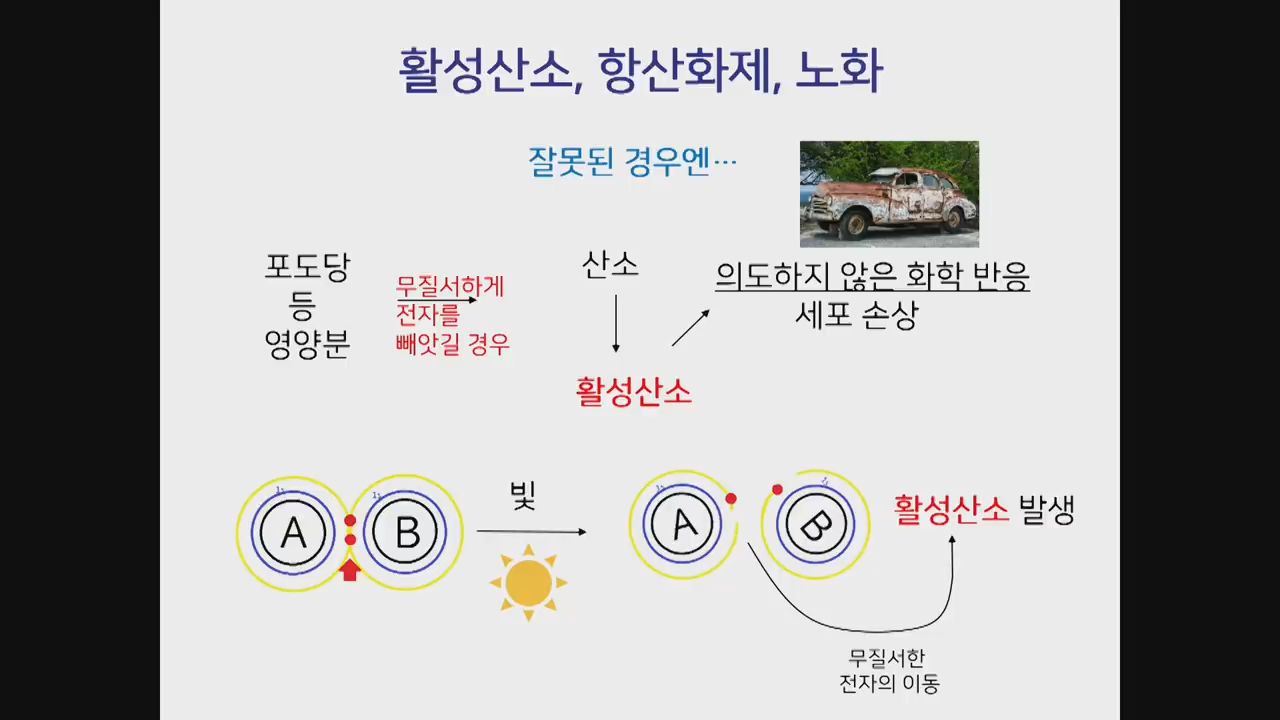 활성산소, 항산화제, 노화
잘못된 경우엔…
포도당
등
영양분
무질서하게
전자를
빼앗길 경우
산소
활성산소
의도하지 않은 화학 반응
세포 손상
A
B
빛
A
B
활성산소 발생
무질서한
전자의 이동